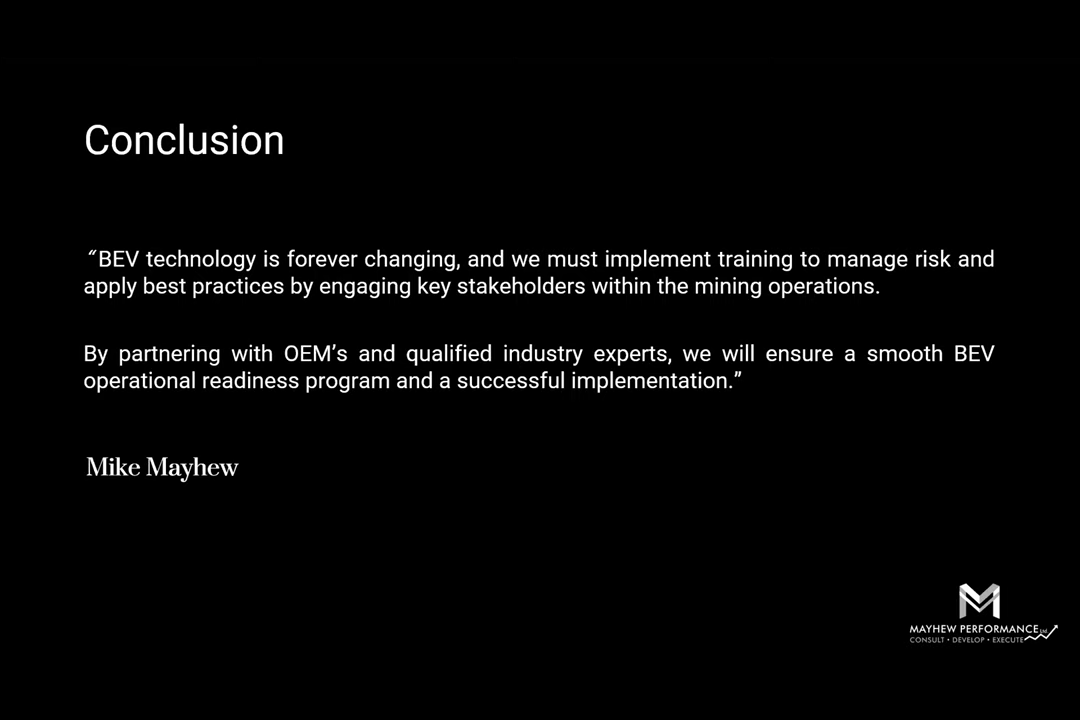 Conclusion
“BEV technology is forever changing, and we must implement training to manage risk and
apply best practices by engaging key stakeholders within the mining operations.
By partnering with OEM’s and qualified industry experts, we will ensure a smooth BEV
operational readiness program and a successful implementation.”
Mike Mayhew
MAYHEW PERFORMANCE Ltd.
CONSULT • DEVELOP • EXECUTE